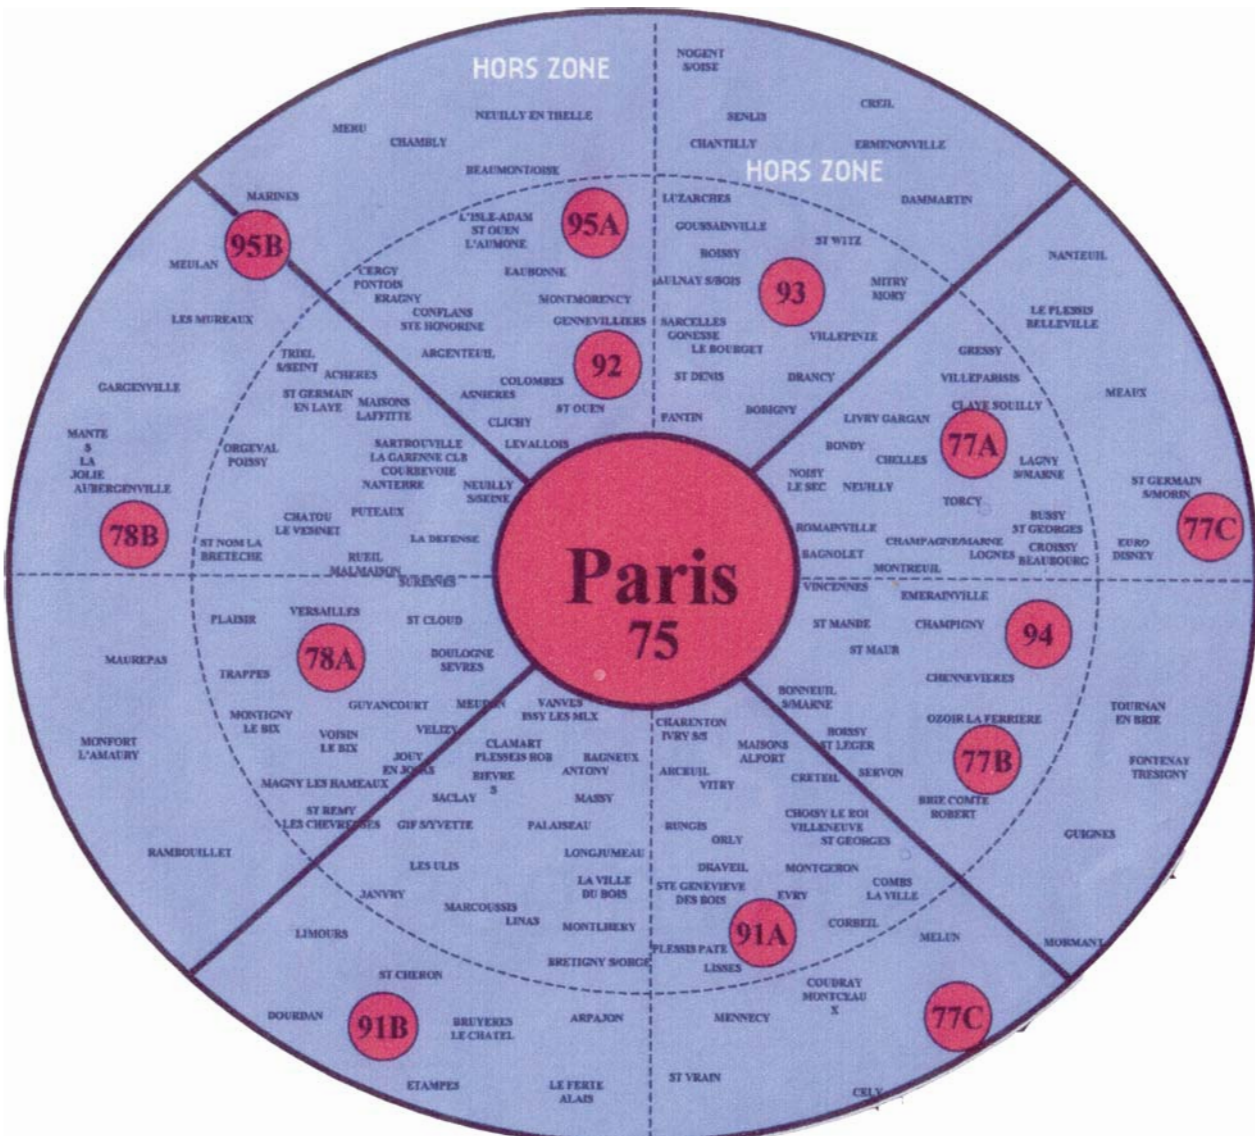 HORS ZONE
NOGENT
S/OISE
NEUILLY EN THELLE
MERU
CHAMBLY
CREIL
SENLIS
CHANTILLY
ERMENONVILLE
HORS ZONE
BEAUMONT/OISE
MARINES
95B
MEULAN
LES MUREAUX
L'ISLE-ADAM
ST OUEN
L'AUMONE
95A
LUZARCHES
GOUSSAINVILLE
ROISSY
ST WITZ
DAMMARTIN
NANTEUIL
CERGY
PONTOIS
ERAGNY
EAUBONNE
AULNAY S/BOIS
93
MITRY
MORY
CONFLANS
STE HONORINE
MONTMORENCY
GENNEVILLIERS
SARCELLES
GONESSE
LE BOURGET
VILLEPINTE
LE PLESSIS
BELLEVILLE
TRIEL
S/SEINT
ACHERES
ARGENTEUIL
92
GRESSY
GARGENVILLE
ST GERMAIN
EN LAYE
MAISONS
LAFFITTE
ASNIERES
COLOMBES
ST OUEN
ST DENIS
DRANCY
VILLEPARISIS
MEAUX
CLICHY
PANTIN
BOBIGNY
LIVRY GARGAN
CLAYE SOUILLY
MANTE
S
LA
JOLIE
AUBERGENVILLE
ORGEVAL
POISSY
SARTROUVILLE
LA GARENNE CLB
COURBEVOIE
NANTERRE
LEVALLOIS
NEUILLY
S/SEINE
BONDY
CHELLES
77A
NOISY
LE SEC
NEUILLY
LAGNY
S/MARNE
ST GERMAIN
S/MORIN
78B
CHATOU
LE VESINET
PUTEAUX
LA DEFENSE
TORCY
BUSSY
ST GEORGES
77C
ST NOM LA
BRETECHE
RUEIL
MALMAISON
SURESNES
Paris
75
ROMAINVILLE
BAGNOLET
CHAMPAGNE/MARNE
LOGNES
CROISSY
BEAUBOURG
EURO
DISNEY
MONTREUIL
VINCENNES
EMERAINVILLE
PLAISIR
VERSAILLES
ST CLOUD
ST MANDE
CHAMPIGNY
94
MAUREPAS
TRAPPES
78A
BOULOGNE
SEVRES
ST MAUR
CHENNEVIERES
MONTIGNY
LE BIX
GUYANCOURT
MEUDON
VANVES
ISSY LES MLX
BONNEUIL
S/MARNE
TOURNAN
EN BRIE
MONFORT
L'AMAURY
VOISIN
LE BIX
VELIZY
CHARENTON
IVRY S/S
BOISSY
ST LEGER
OZOIR LA FERRIERE
JOUY
EN JOSAS
CLAMART
PLESSEIS ROB
BAGNEUX
ANTONY
MAISONS
ALFORT
77B
FONTENAY
TRESIGNY
MAGNY LES HAMEAUX
BIEVRE
S
ARCEUIL
VITRY
CRETEIL
SERVON
SACLAY
MASSY
ST REMY
LES CHEVREUSES
GIF S/YVETTE
PALAISEAU
RUNGIS
ORLY
CHOISY LE ROI
VILLENEUVE
ST GEORGES
BRIE COMTE
ROBERT
GUIGNES
RAMBOUILLET
LES ULIS
LONGJUMEAU
DRAVEIL
MONTGERON
JANVRY
LA VILLE
DU BOIS
STE GENEVIEVE
DES BOIS
EVRY
COMBS
LA VILLE
MARCOUSSIS
LINAS
MONTLHERY
91A
CORBEIL
MELUN
MORMANT
LIMOURS
PLESSIS PATE
LISSES
BRETIGNY S/ORGE
ST CHERON
COUDRAY
MONTCEAU
X
DOURDAN
91B
BRUYERES
LE CHATEL
ARPAJON
MENNECY
77C
ETAMPES
LE FERTE
ALAIS
ST VRAIN
CELY